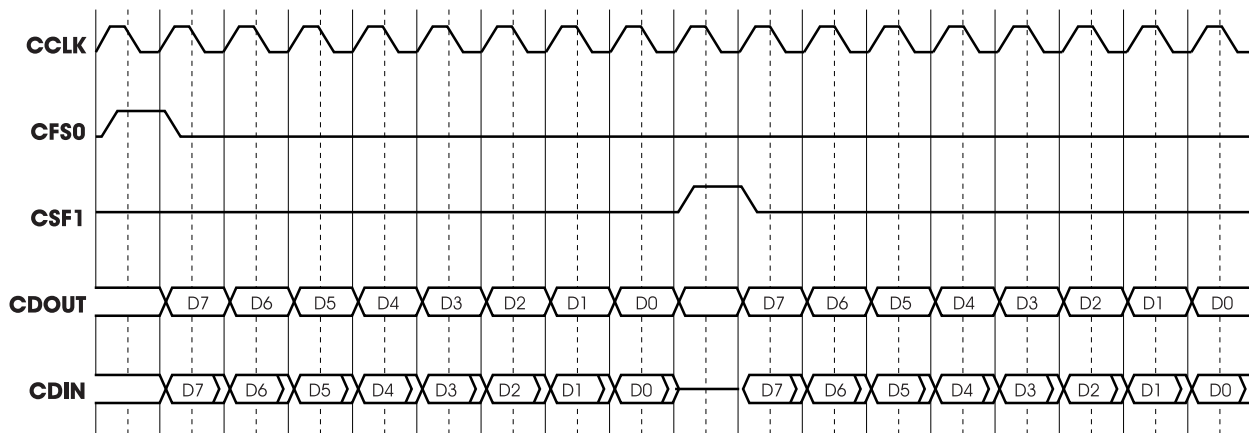 CCLK
CFS0
CSF1
CDOUT D7 D6 D5 D4 D3 D2 D1 D0 D7 D6 D5 D4 D3 D2 D1 D0
CDIN D7 D6 D5 D4 D3 D2 D1 D0 D7 D6 D5 D4 D3 D2 D1 D0